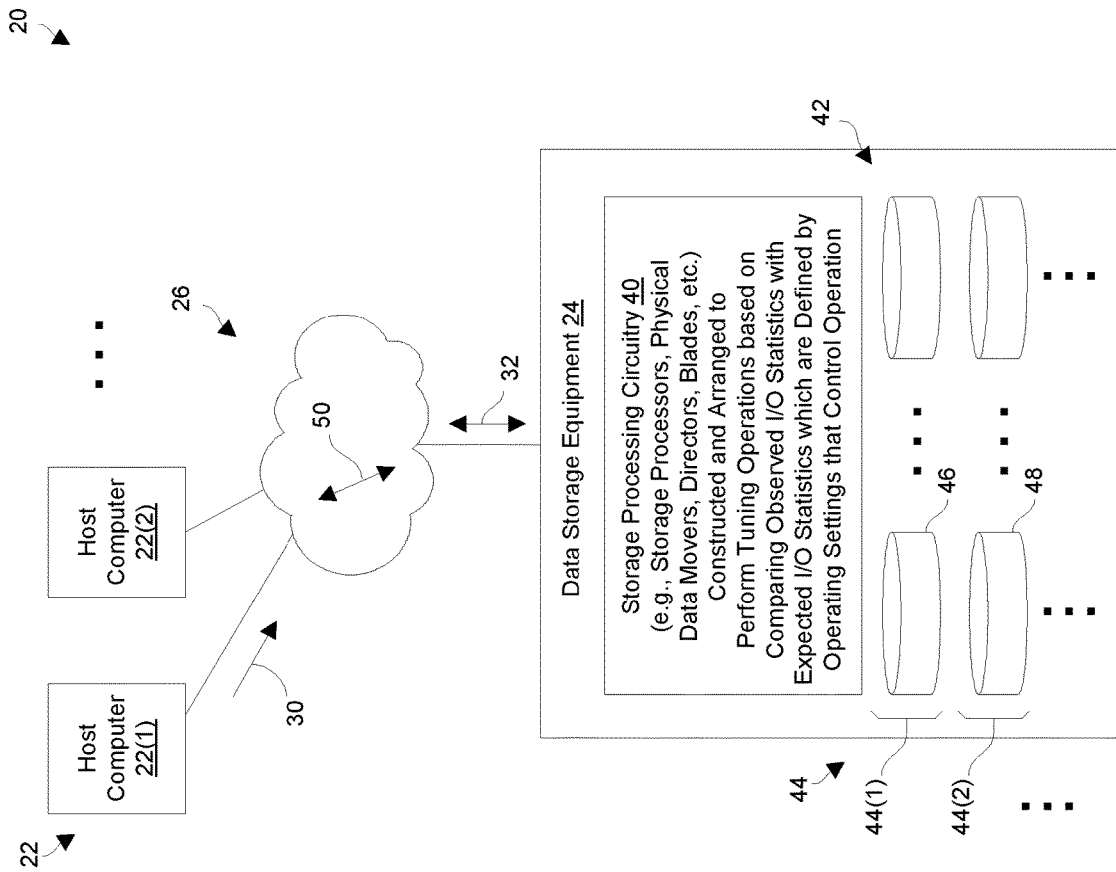 20
22
Host
Computer
22(1)
Host
Computer
22(2)
26
30
50
32
Data Storage Equipment 24
Storage Processing Circuitry 40
(e.g., Storage Processors, Physical
Data Movers, Directors, Blades, etc.)
Constructed and Arranged to
Perform Tuning Operations based on
Comparing Observed I/O Statistics with
Expected I/O Statistics which are Defined by
Operating Settings that Control Operation
42
44
44(1)
46
44(2)
48